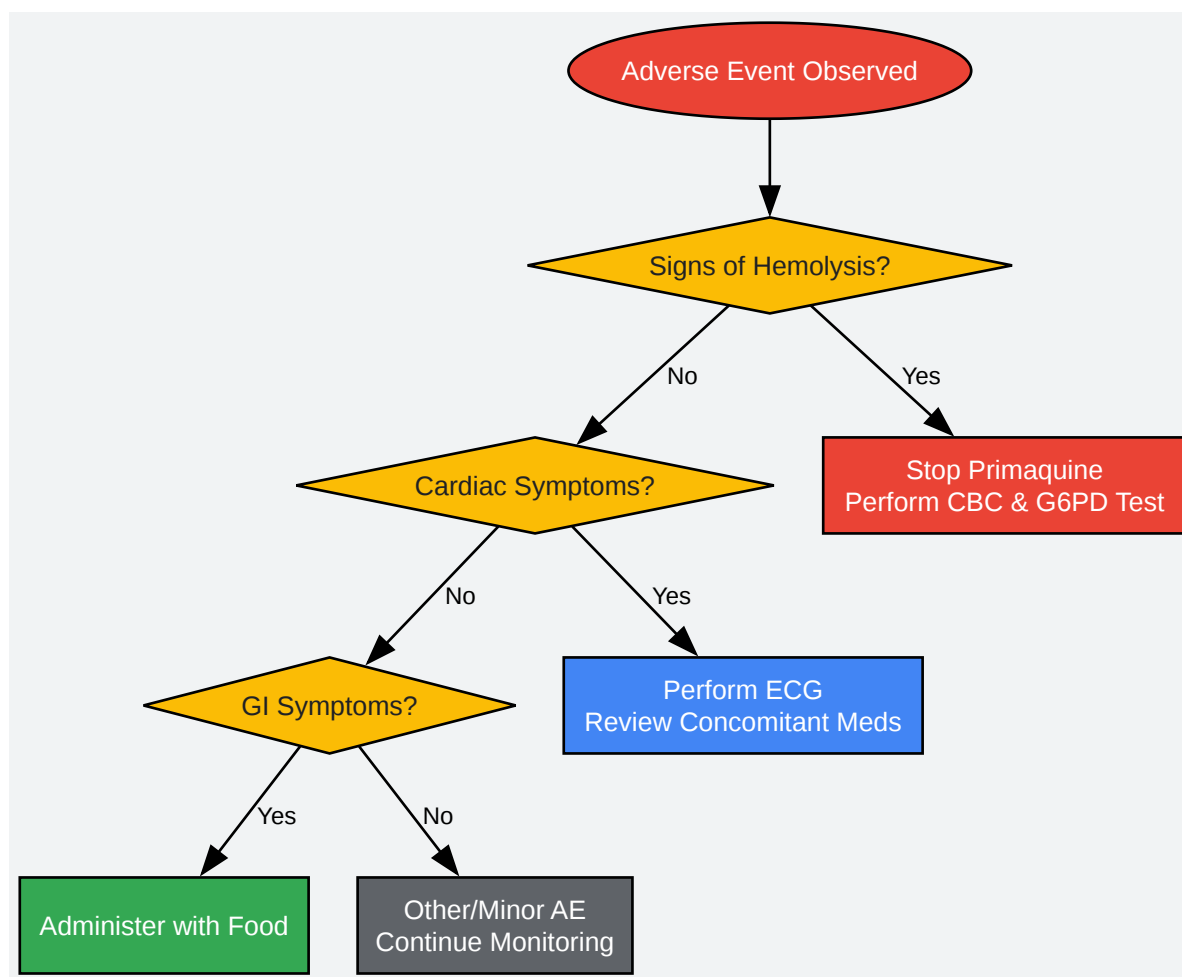 Adverse Event Observed
Signs of Hemolysis?
No
Yes
Stop Primaquine
Perform CBC & G6PD Test
Cardiac Symptoms?
No
Yes
Perform ECG
Review Concomitant Meds
GI Symptoms?
Yes
No
Administer with Food
Other/Minor AE
Continue Monitoring